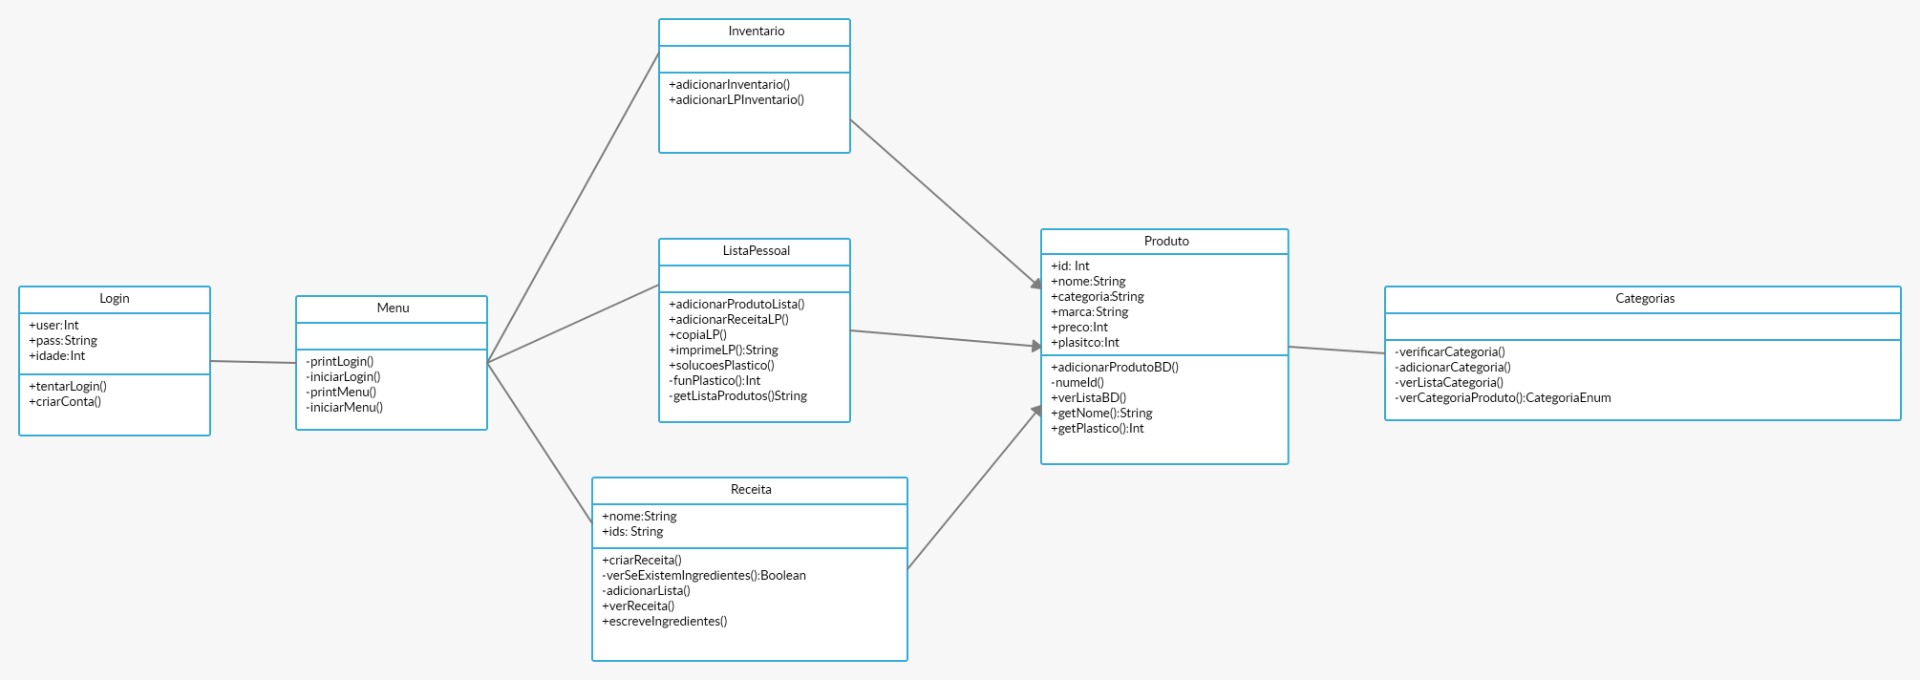 Inventario
+adicionarInventario()
+adicionarLPInventario()
ListaPessoal
+adicionarProdutoLista()
+adicionarReceitaLP()
+copiaLP()
+imprimeLP():String
+solucoesPlastico()
-funPlastico():Int
-getListaProdutos()String
Login
+user:Int
+pass:String
+idade:Int
+tentarLogin()
+criarConta()
Menu
-printLogin()
-iniciarLogin()
-printMenu()
-iniciarMenu()
Receita
+nome:String
+ids: String
+criarReceita()
-verSeExistemIngredientes():Boolean
-adicionarLista()
+verReceita()
+escreveIngredientes()
Produto
+id: Int
+nome:String
+categoria:String
+marca:String
+preco:Int
+plasitco:Int
+adicionarProdutoBD()
-numeId()
+verListaBD()
+getNome():String
+getPlastico():Int
Categorias
-verificarCategoria()
-adicionarCategoria()
-verListaCategoria()
-verCategoriaProduto():CategoriaEnum